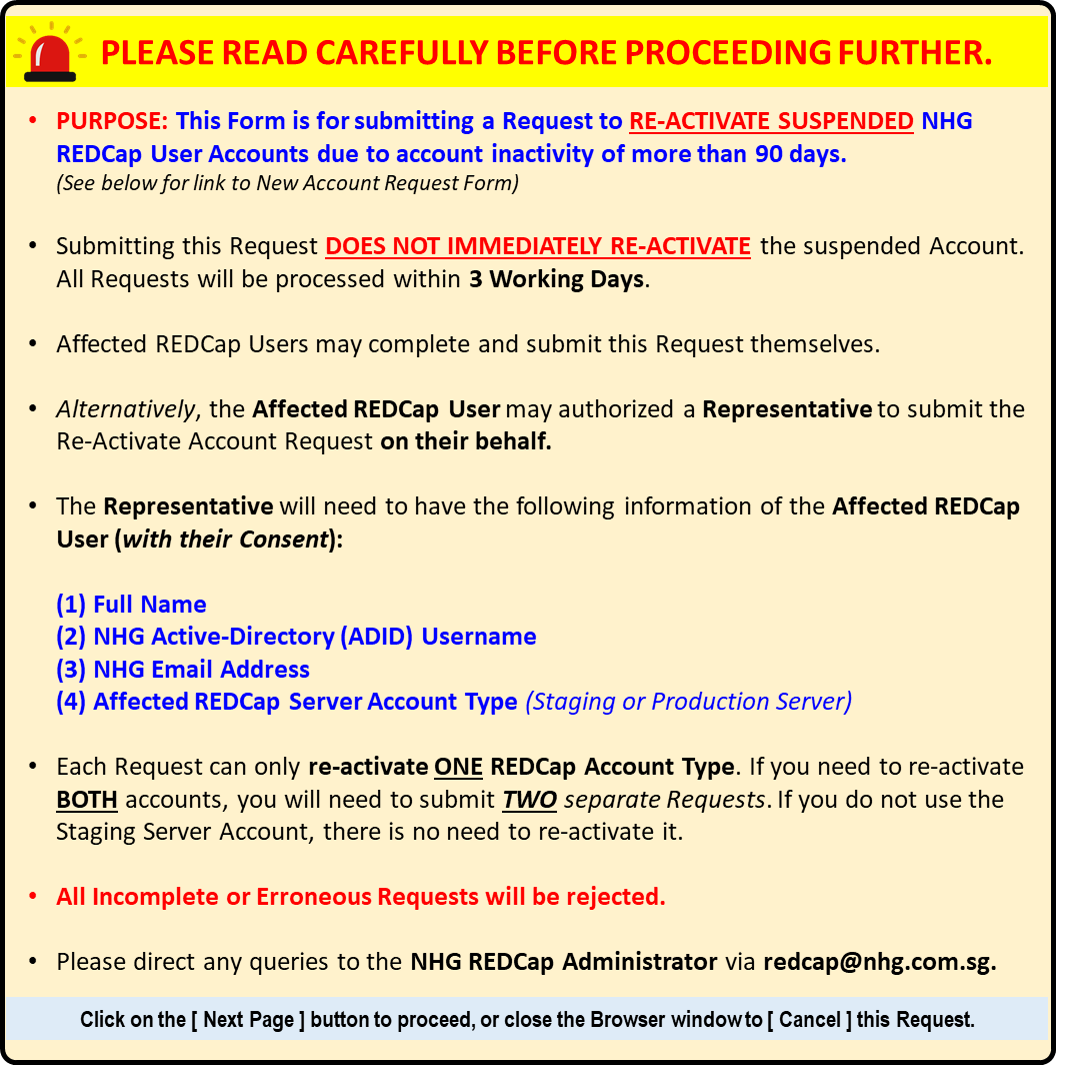 PLEASE READ CAREFULLY BEFORE PROCEEDING FURTHER.
• PURPOSE: This Form is for submitting a Request to RE-ACTIVATE SUSPENDED NHG
REDCap User Accounts due to account inactivity of more than 90 days.
(See below for link to New Account Request Form)
• Submitting this Request DOES NOT IMMEDIATELY RE-ACTIVATE the suspended Account.
All Requests will be processed within 3 Working Days.
• Affected REDCap Users may complete and submit this Request themselves.
• Alternatively, the Affected REDCap User may authorized a Representative to submit the
Re-Activate Account Request on their behalf.
• The Representative will need to have the following information of the Affected REDCap
User (with their Consent):
(1) Full Name
(2) NHG Active-Directory (ADID) Username
(3) NHG Email Address
(4) Affected REDCap Server Account Type (Staging or Production Server)
• Each Request can only re-activate ONE REDCap Account Type. If you need to re-activate
BOTH accounts, you will need to submit TWO separate Requests. If you do not use the
Staging Server Account, there is no need to re-activate it.
• All Incomplete or Erroneous Requests will be rejected.
• Please direct any queries to the NHG REDCap Administrator via redcap@nhg.com.sg.
Click on the [ Next Page ] button to proceed, or close the Browser window to [ Cancel ] this Request.